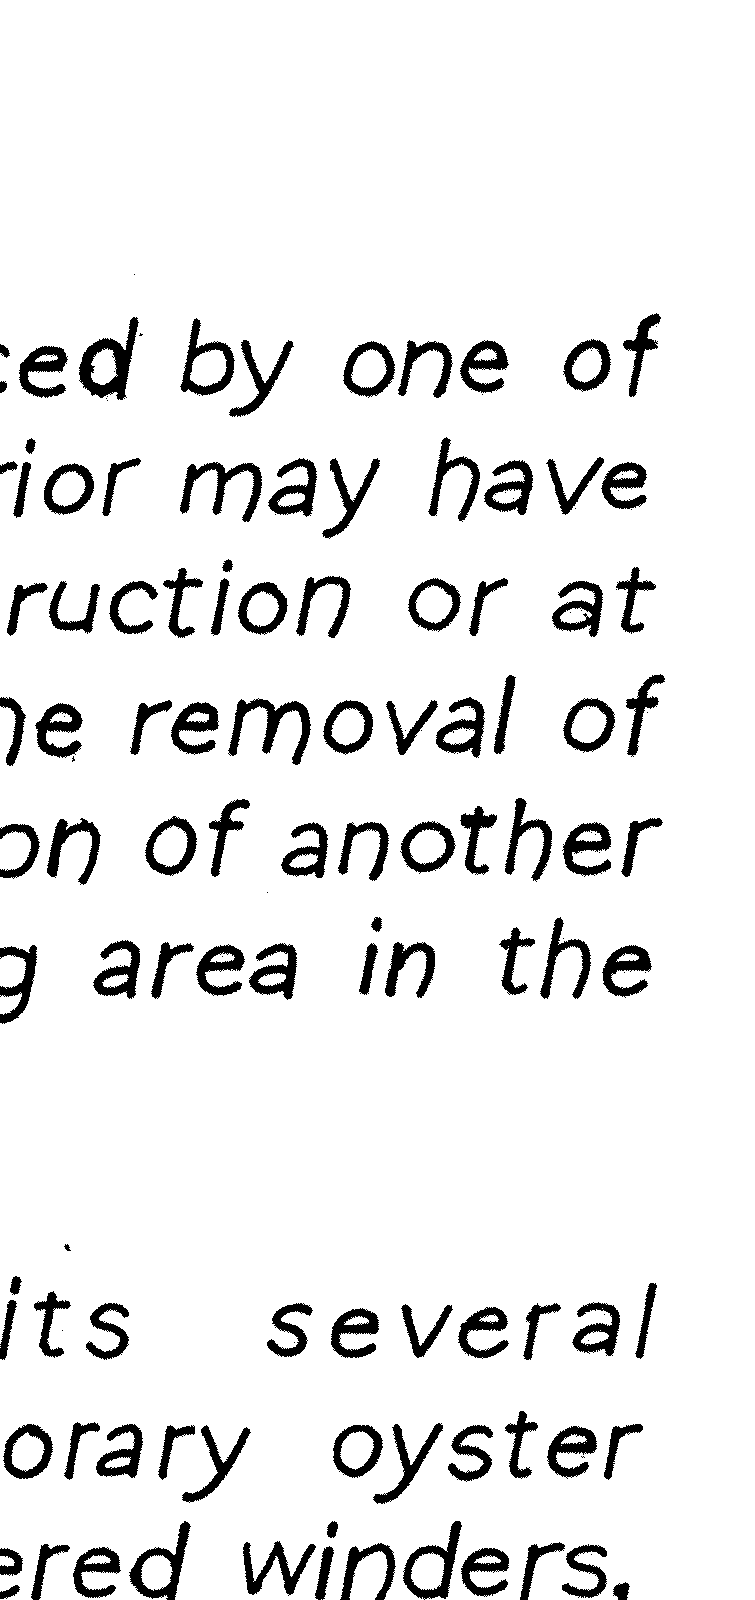 ced by one of
rior may have
ruction or at
he removal of
on of another
g area in the
its several
orary oyster
ered winders.